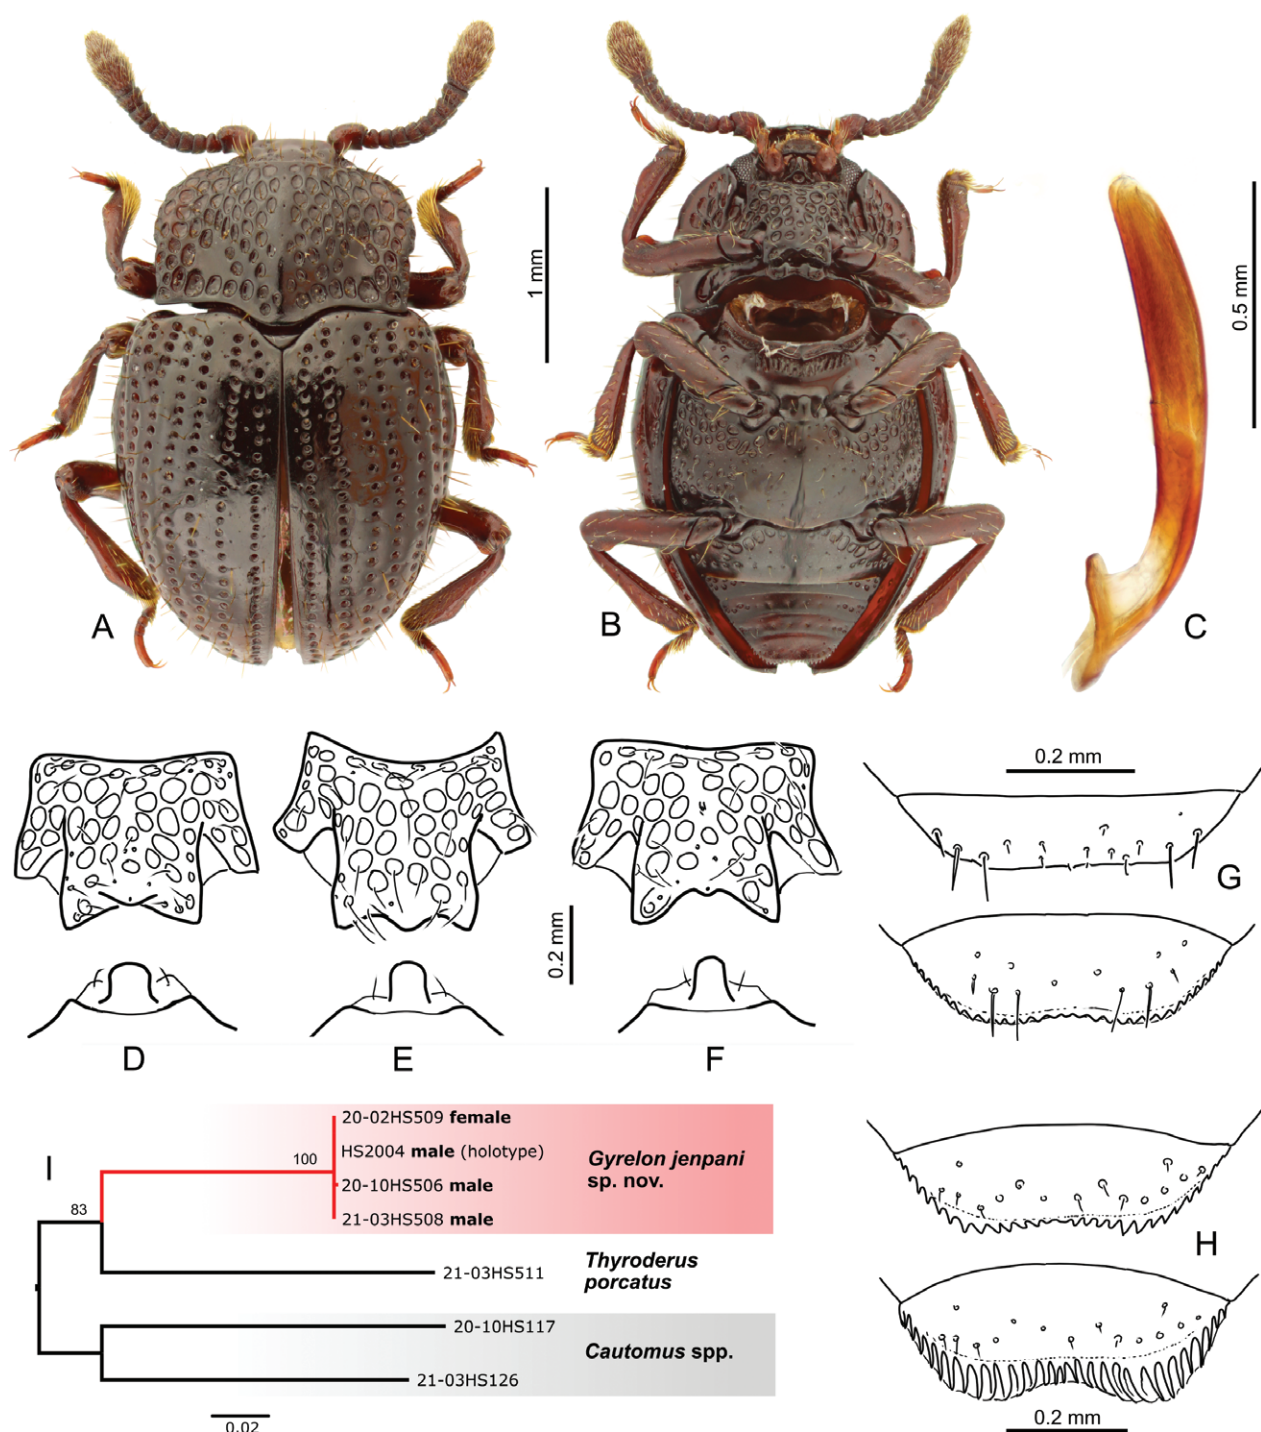 1 mm
0.5 mm
A
B
C
0.2 mm
G
0.2 mm
D
E
F
I
20-02HS509 female
HS2004 male (holotype)
20-10HS506 male
21-03HS508 male
100
Gyrelon jenpani
sp. nov.
83
21-03HS511
Thyroderus
porcatus
20-10HS117
21-03HS126
Cautomus spp.
0.02
H
0.2 mm